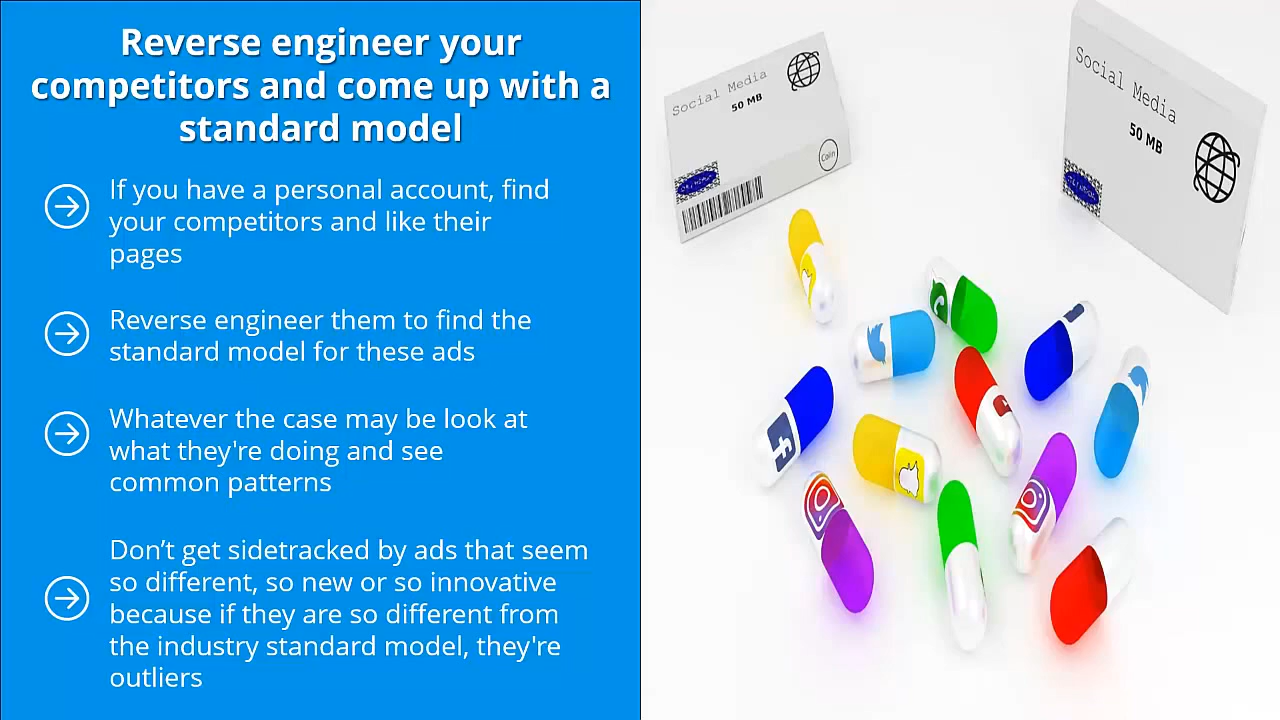 Reverse engineer your
competitors and come up with a
standard model
If you have a personal account, find
your competitors and like their
pages
Reverse engineer them to find the
standard model for these ads
Whatever the case may be look at
what they're doing and see
common patterns
Don’t get sidetracked by ads that seem
so different, so new or so innovative
because if they are so different from
the industry standard model, they're
outliers
Social Media
50 MB
Coin
Social Media
50 MB